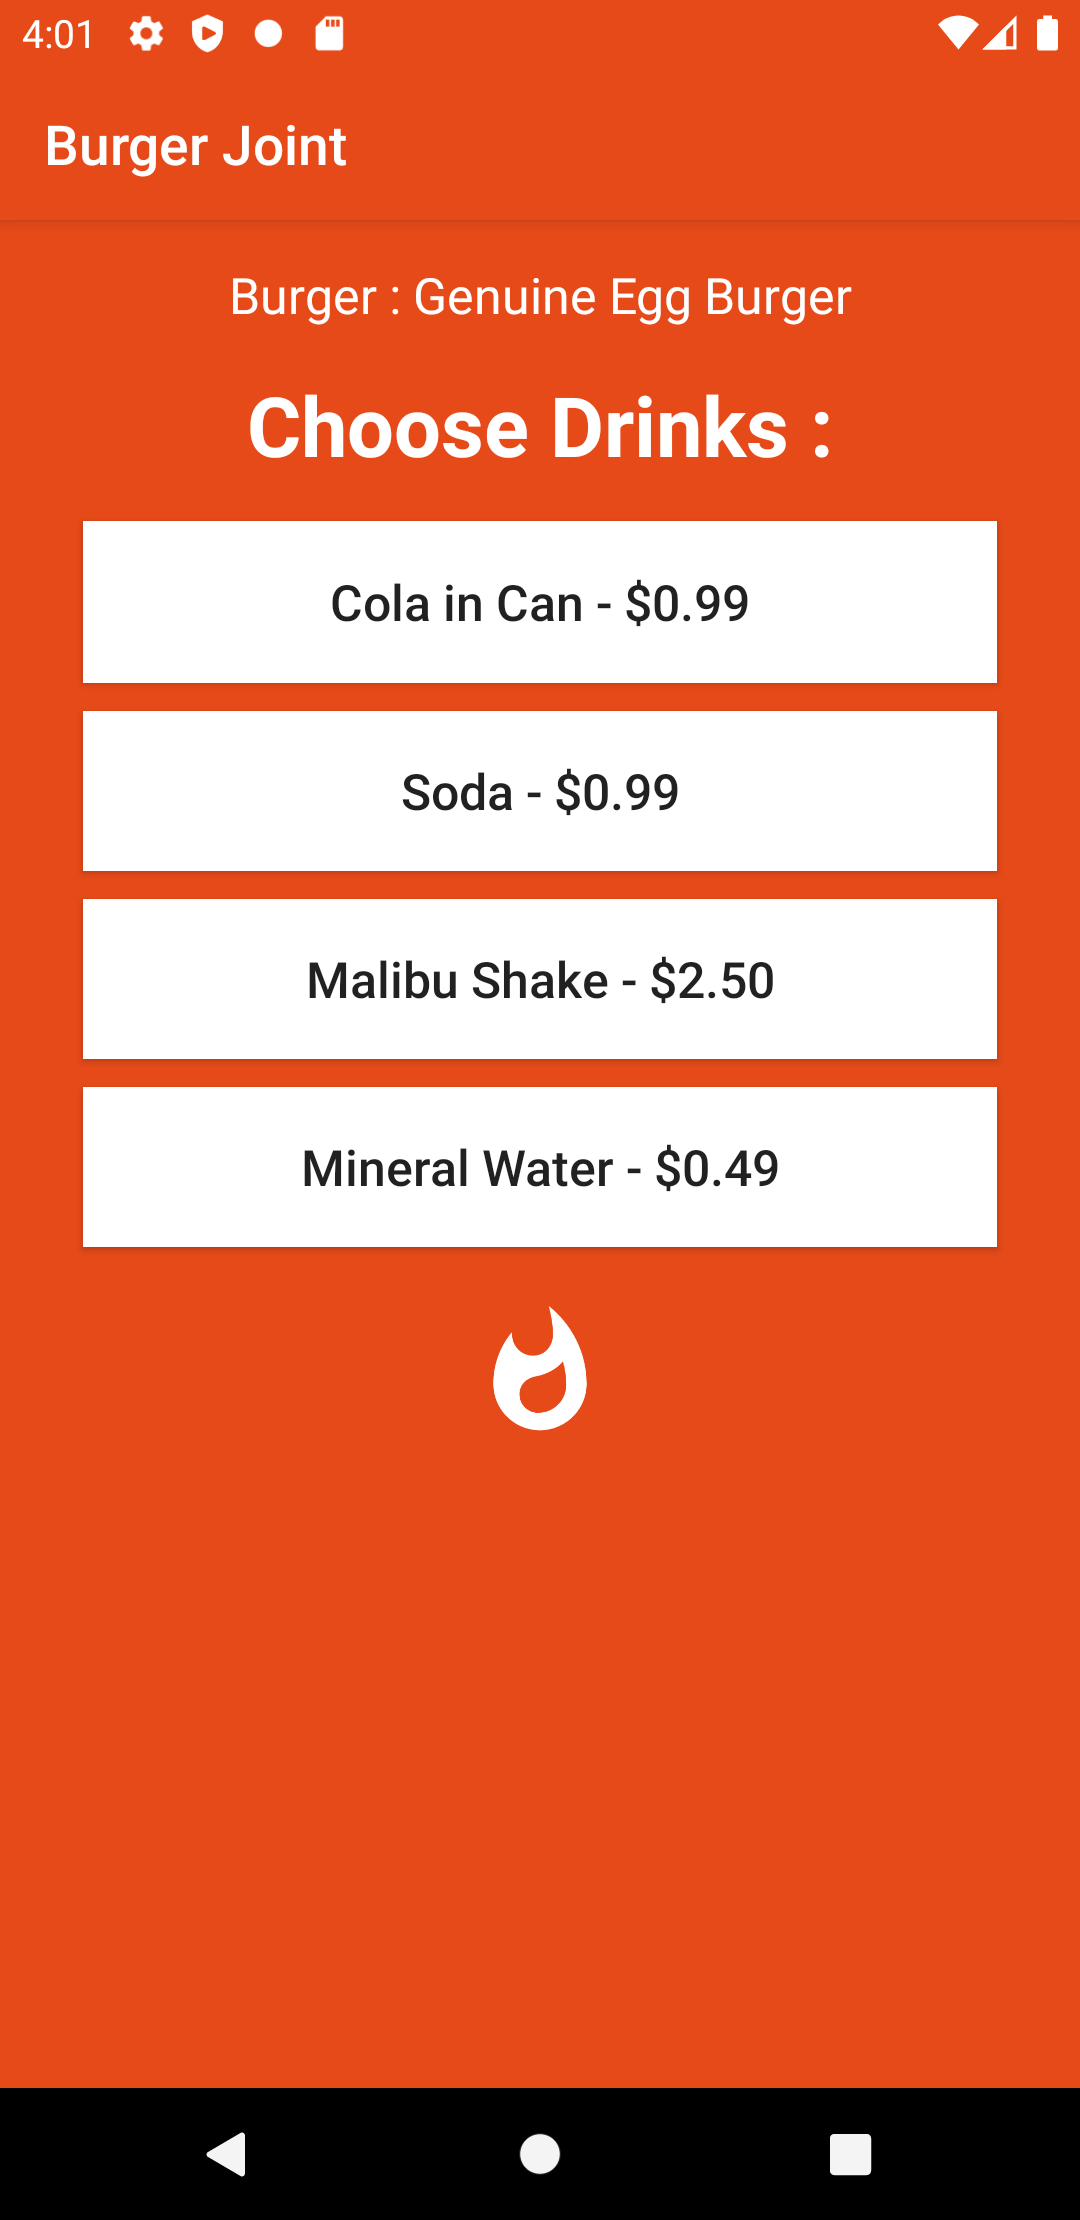 4:01
Burger Joint
Burger : Genuine Egg Burger
Choose Drinks :
Cola in Can - $0.99
Soda - $0.99
Malibu Shake - $2.50
Mineral Water - $0.49